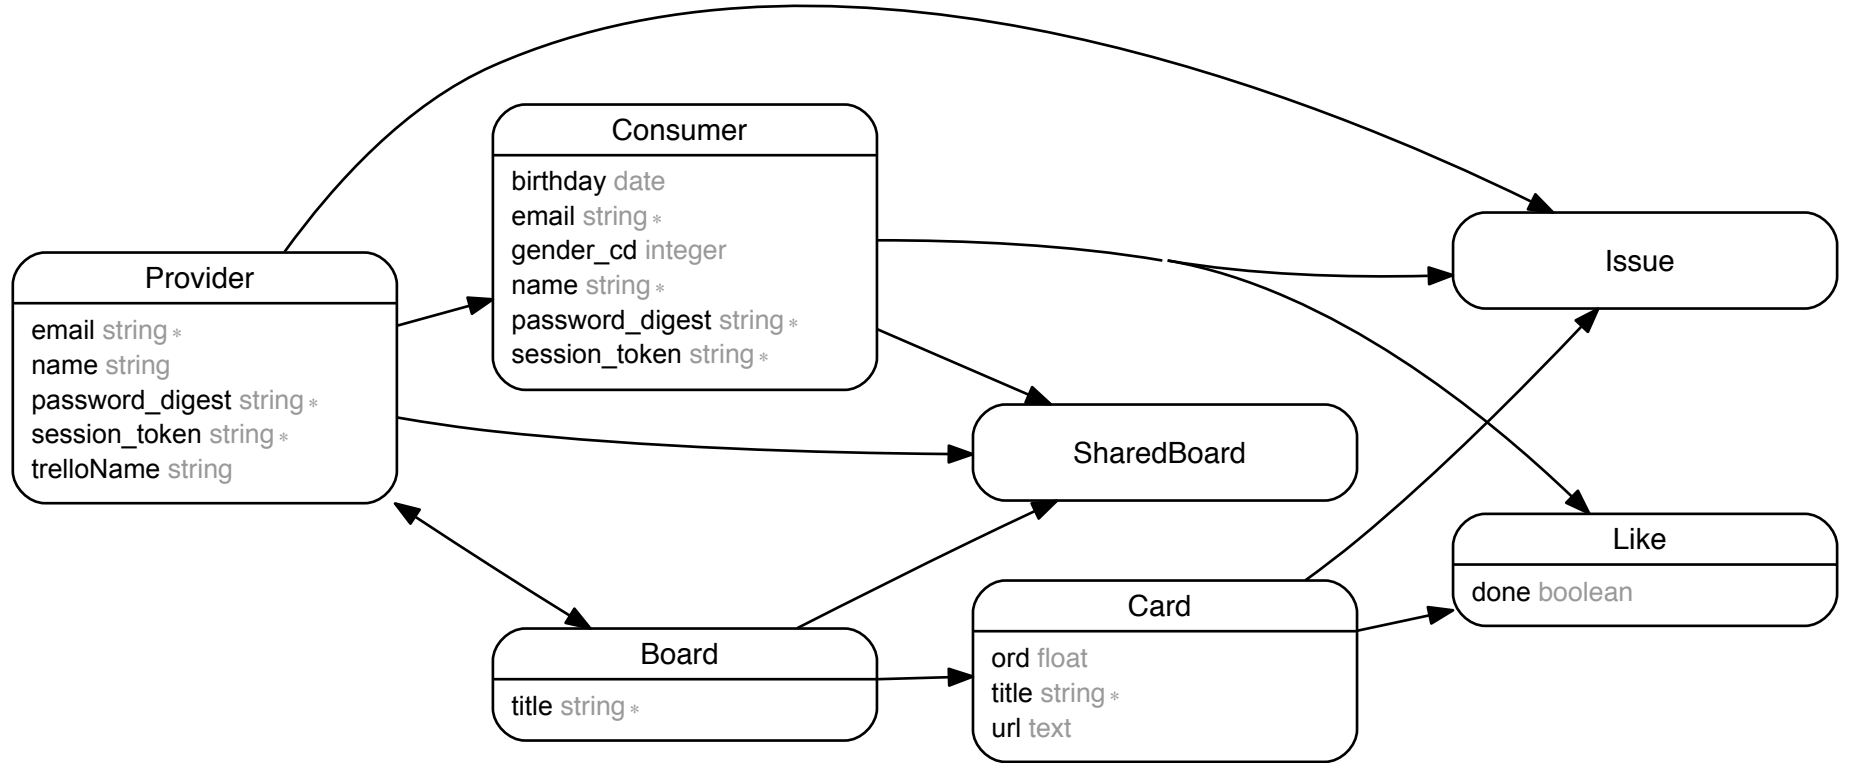 Consumer
birthday date
email string *
gender_cd integer
name string *
password_digest string *
session_token string *
Provider
email string *
name string
password_digest string *
session_token string *
trelloName string
Issue
SharedBoard
Like
done boolean
Board
title string *
Card
ord float
title string *
url text